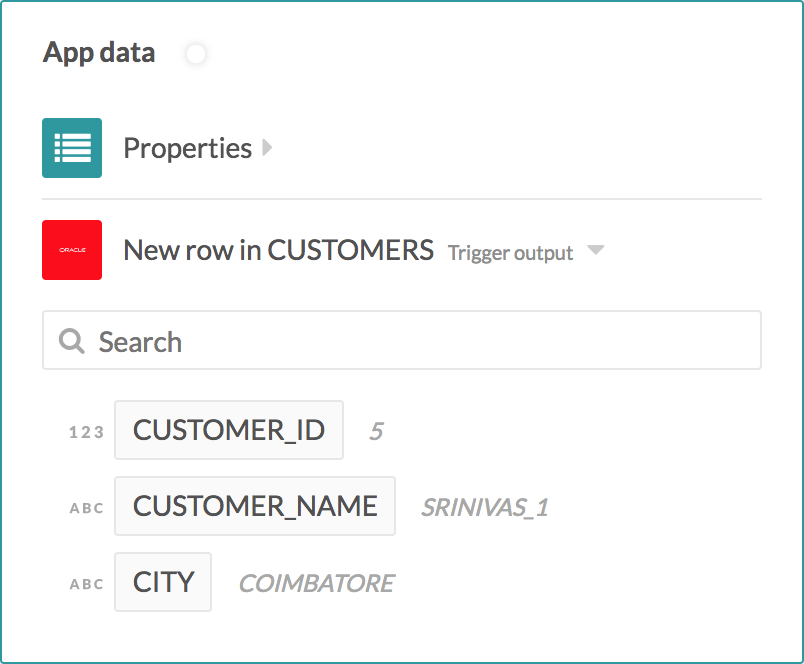 App data
Properties
ORACLE
New row in CUSTOMERS Trigger output
Search
123 CUSTOMER_ID 5
ABC CUSTOMER_NAME SRINIVAS_1
ABC CITY COIMBATORE